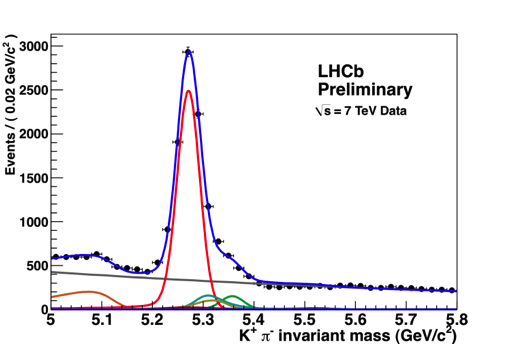 Events / ( 0.02 GeV/c² )
3000
2500
2000
1500
1000
500
0
LHCb
Preliminary
√s = 7 TeV Data
5 5.1 5.2 5.3 5.4 5.5 5.6 5.7 5.8
K⁺ π⁻ invariant mass (GeV/c²)